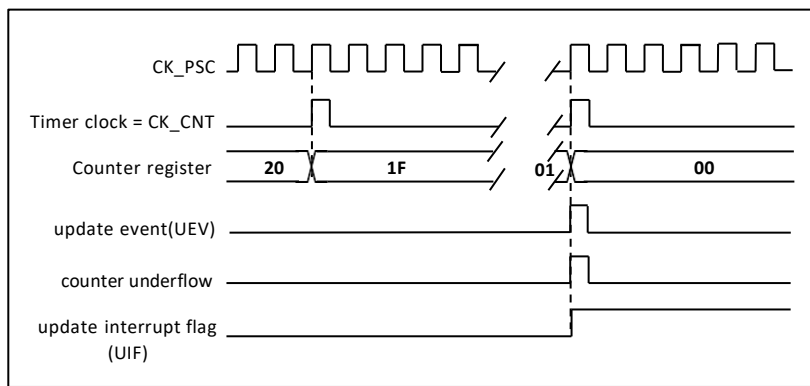 CK_PSC
Timer clock = CK_CNT
Counter register
20
1F
01
00
update event(UEV)
counter underflow
update interrupt flag
(UIF)